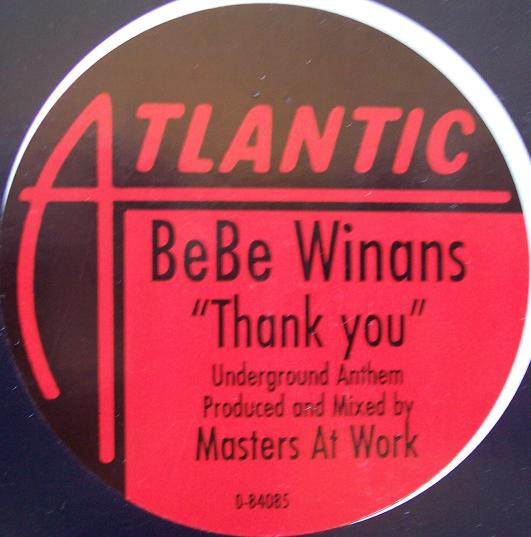 ATLANTIC
BeBe Winans
"Thank you"
Underground Anthem
Produced and Mixed by
Masters At Work
0-84085